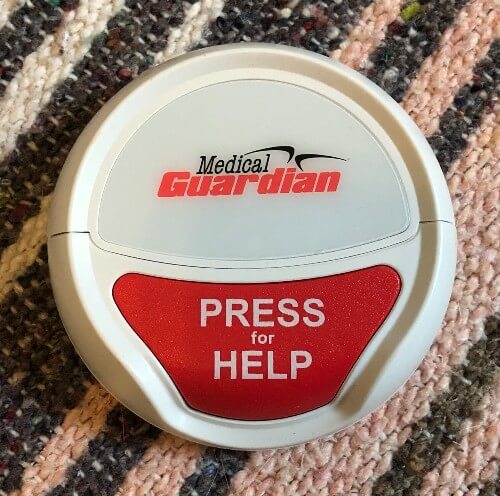 Medical
Guardian
PRESS
for
HELP